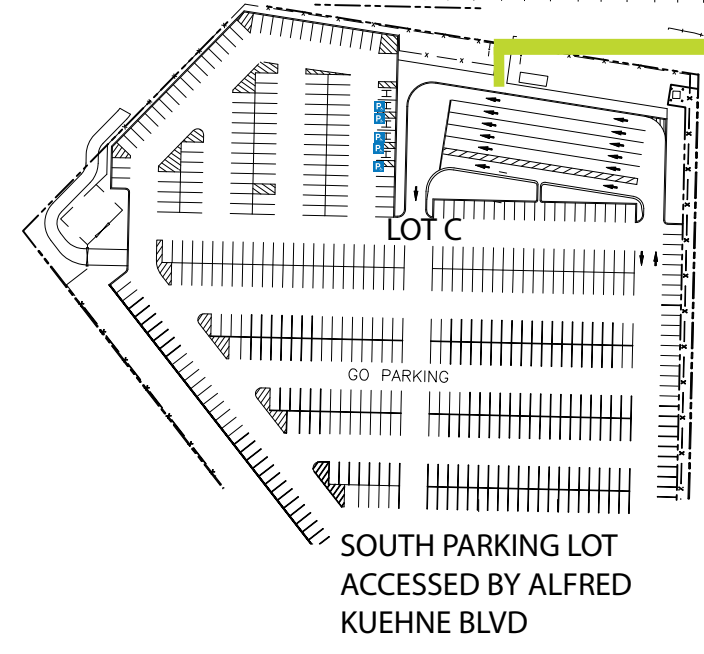 P.
P.
P.
P.
P.
LOT C
GO PARKING
SOUTH PARKING LOT
ACCESSED BY ALFRED
KUEHNE BLVD